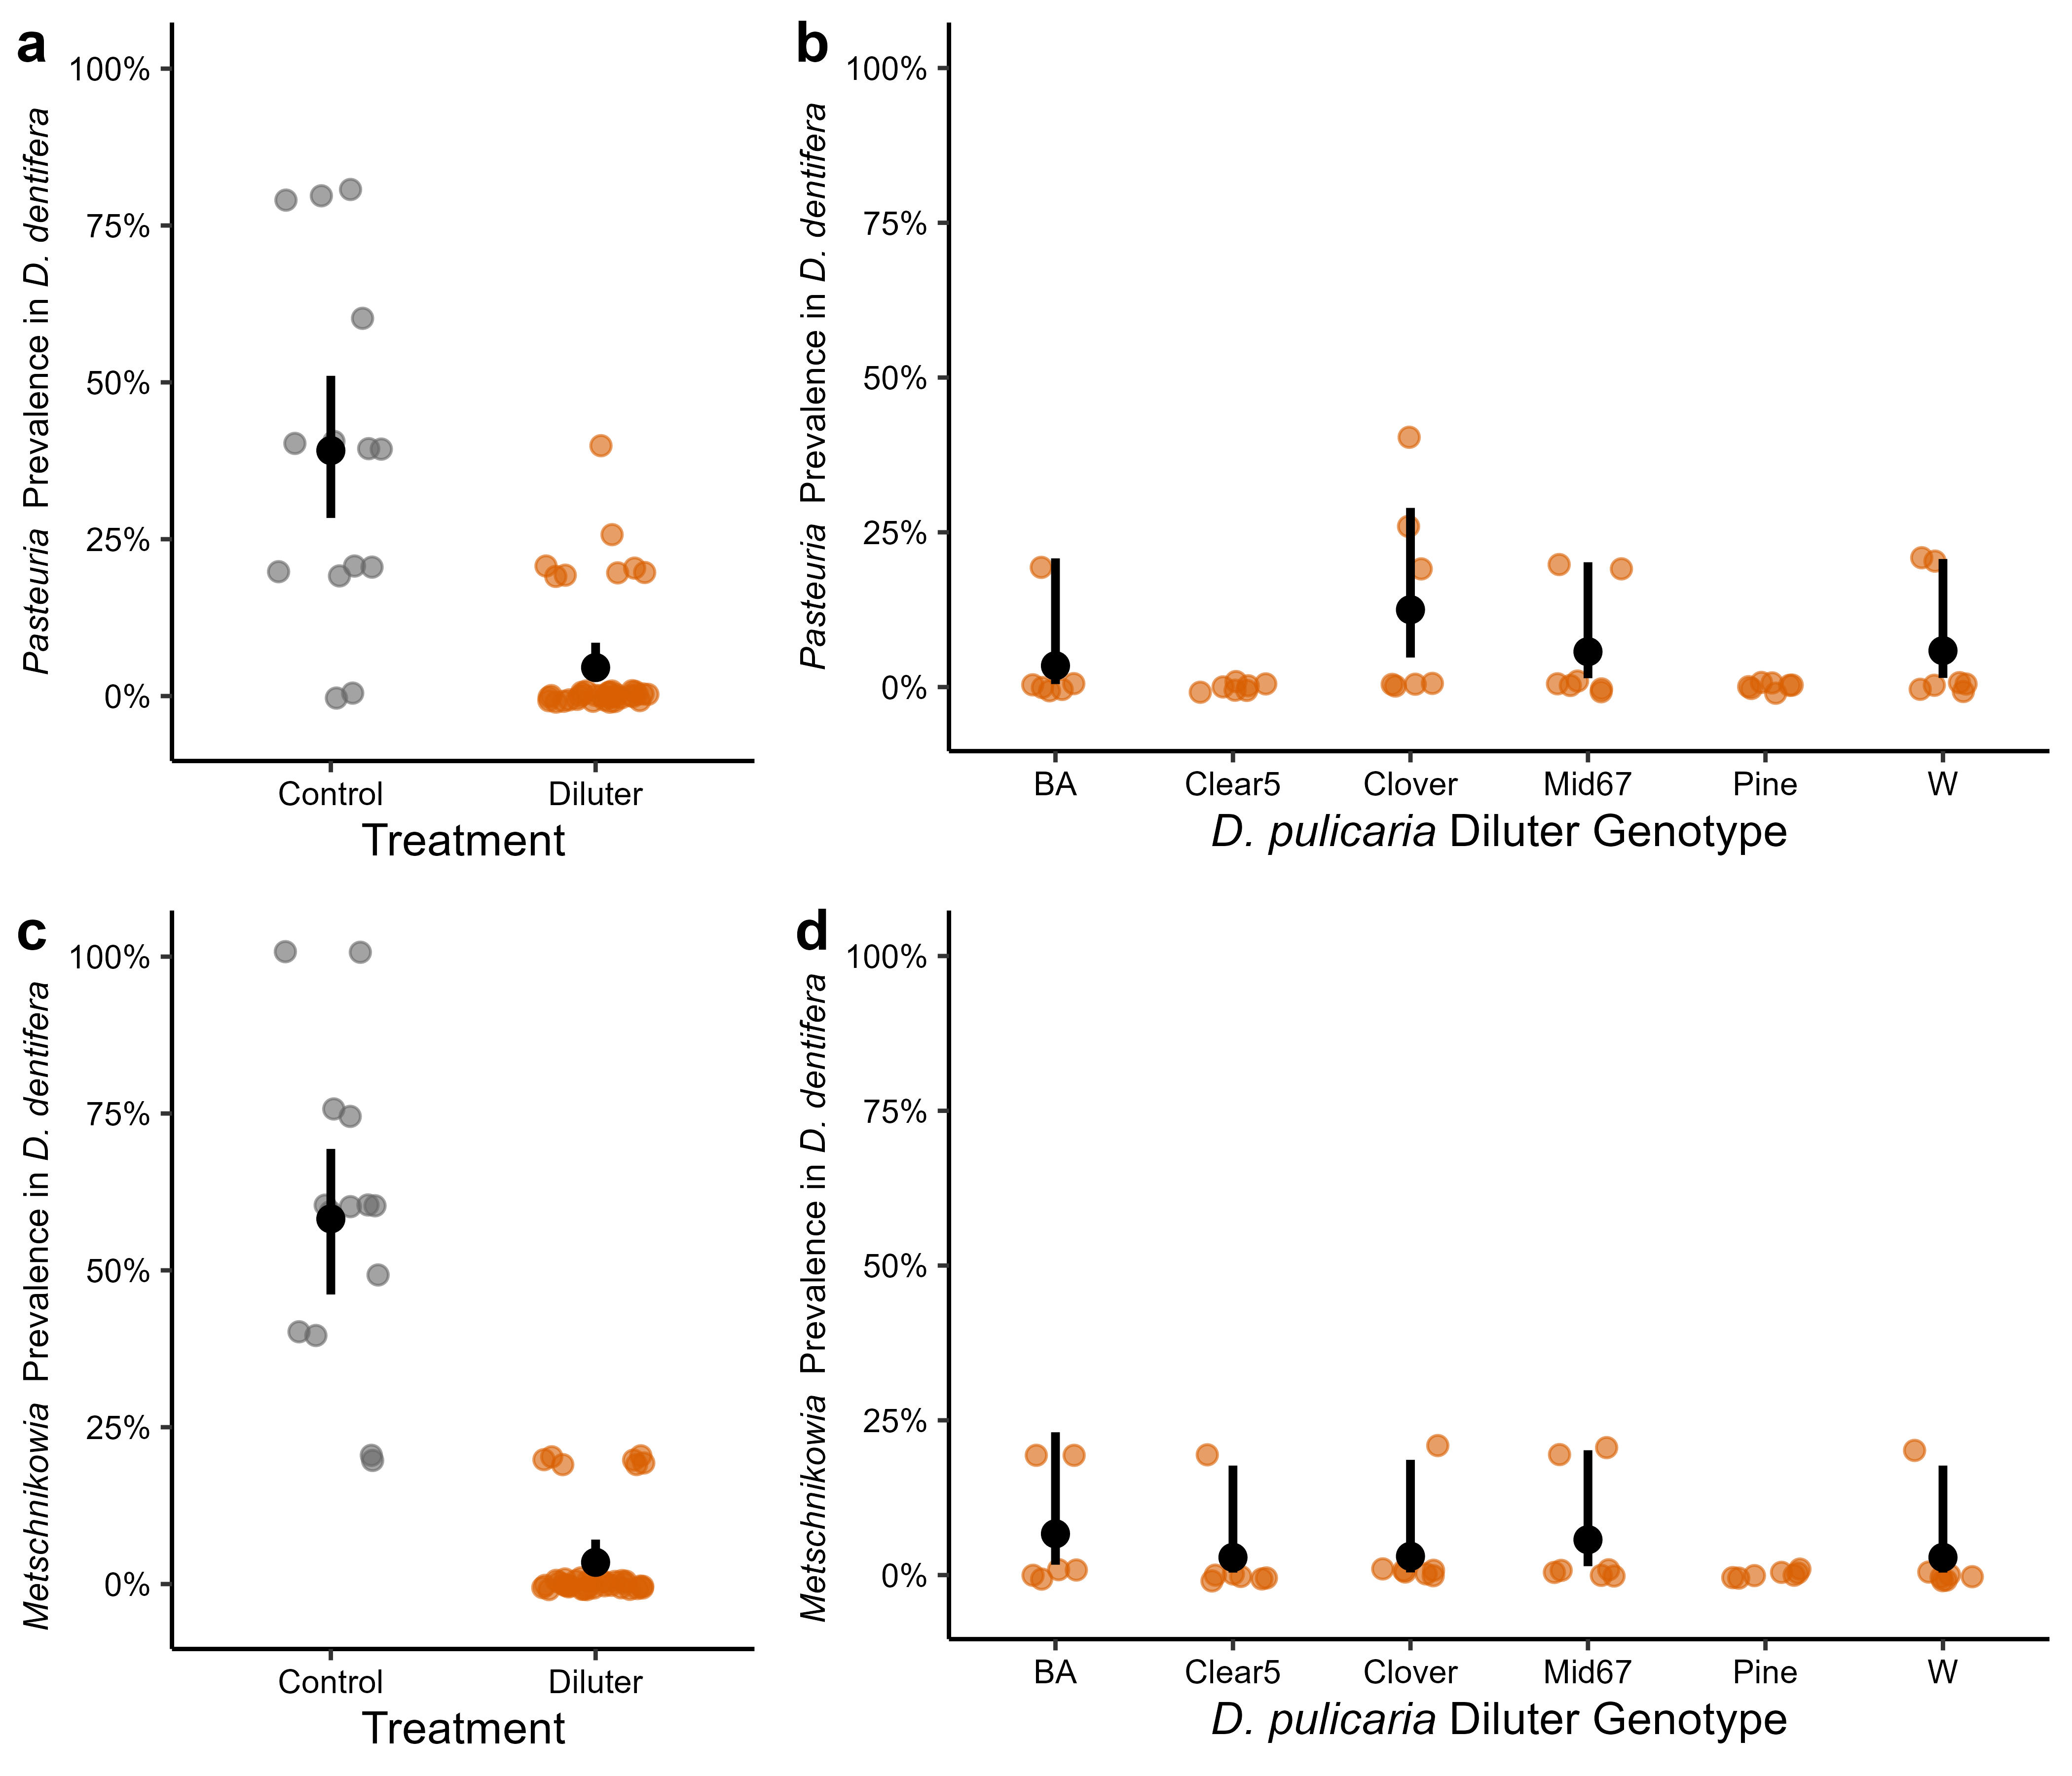 a
100%
75%
50%
25%
0%
Pasteuria Prevalence in D. dentifera
Control Diluter
Treatment
b
100%
75%
50%
25%
0%
Pasteuria Prevalence in D. dentifera
BA Clear5 Clover Mid67 Pine W
D. pulicaria Diluter Genotype
c
100%
75%
50%
25%
0%
Metschnikowia Prevalence in D. dentifera
Control Diluter
Treatment
d
100%
75%
50%
25%
0%
Metschnikowia Prevalence in D. dentifera
BA Clear5 Clover Mid67 Pine W
D. pulicaria Diluter Genotype